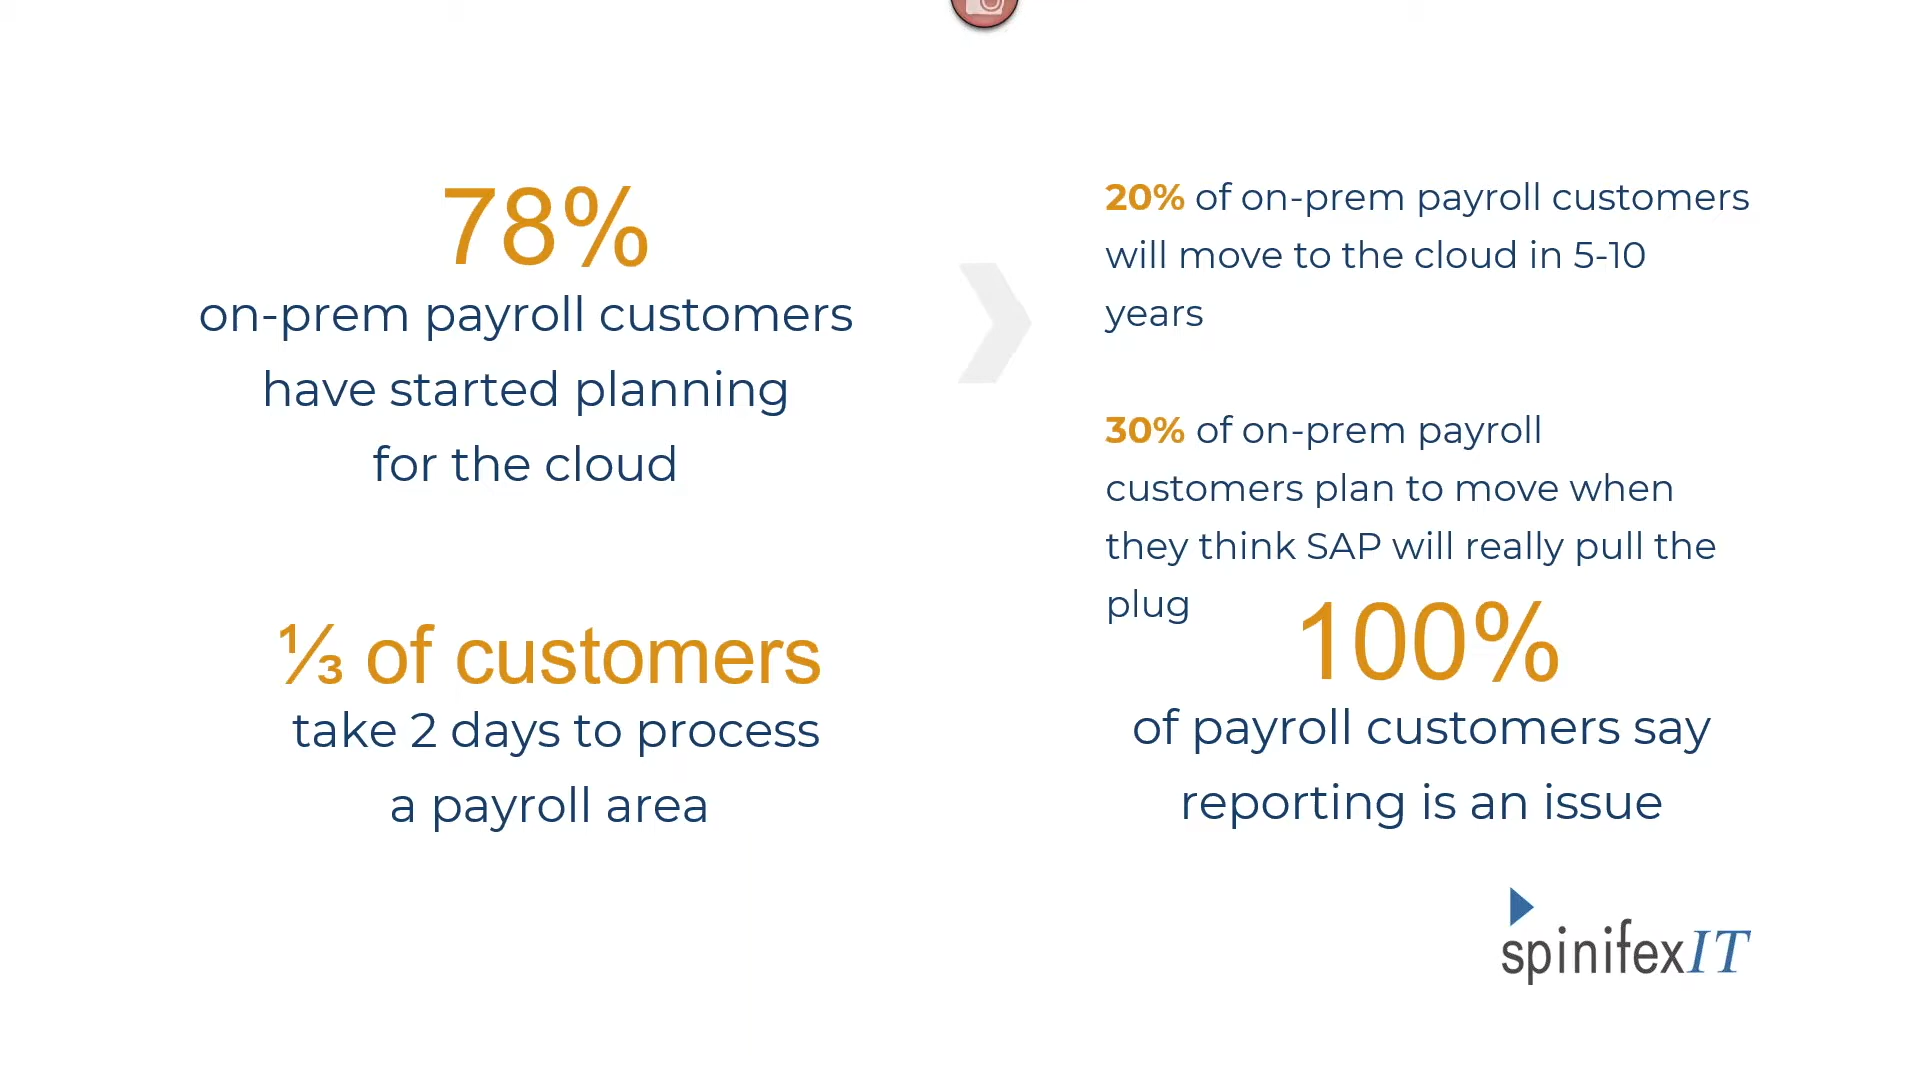 78%
on-prem payroll customers
have started planning
for the cloud
20% of on-prem payroll customers
will move to the cloud in 5-10
years
30% of on-prem payroll
customers plan to move when
they think SAP will really pull the
plug
⅓ of customers
take 2 days to process
a payroll area
100%
of payroll customers say
reporting is an issue
spinifexIT